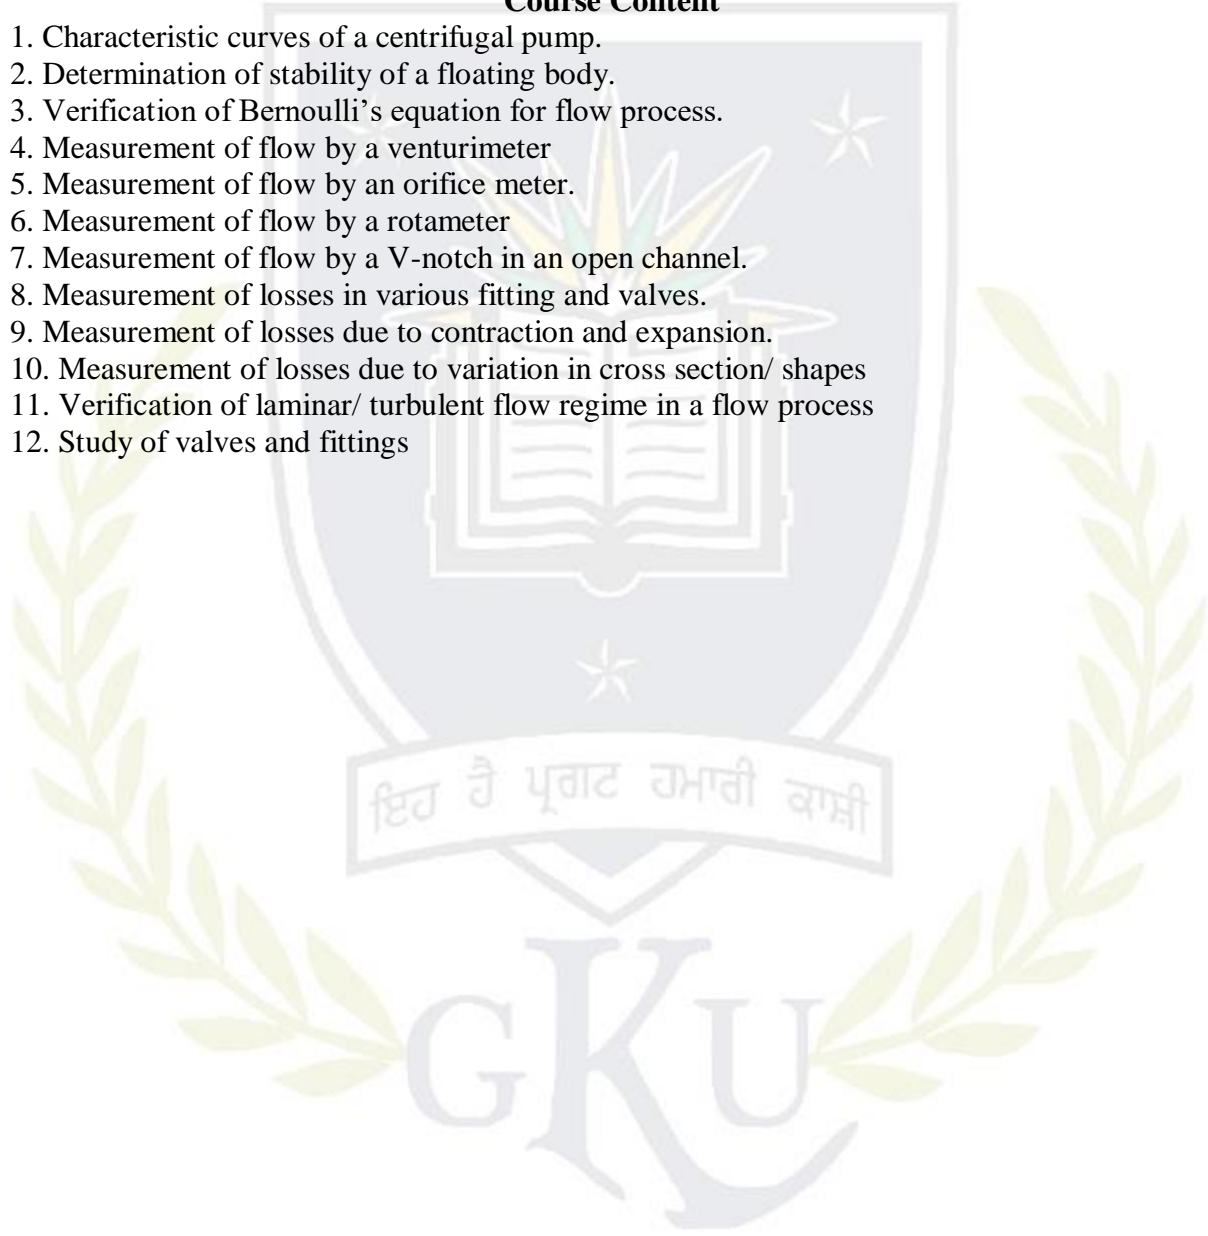 Course Content
1. Characteristic curves of a centrifugal pump.
2. Determination of stability of a floating body.
3. Verification of Bernoulli’s equation for flow process.
4. Measurement of flow by a venturimeter
5. Measurement of flow by an orifice meter.
6. Measurement of flow by a rotameter
7. Measurement of flow by a V-notch in an open channel.
8. Measurement of losses in various fitting and valves.
9. Measurement of losses due to contraction and expansion.
10. Measurement of losses due to variation in cross section/ shapes
11. Verification of laminar/ turbulent flow regime in a flow process
12. Study of valves and fittings
ਇਹ ਹੈ ਪ੍ਰਗਟ ਹਮਾਰੀ ਕਾਸ਼ੀ
GKU